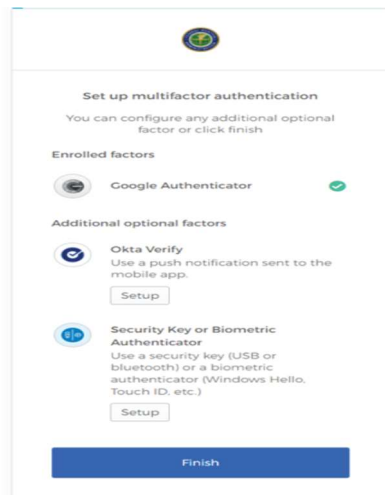 Set up multifactor authentication
You can configure any additional optional
factor or click finish
Enrolled factors
Google Authenticator
Additional optional factors
Okta Verify
Use a push notification sent to the
mobile app.
Setup
Security Key or Biometric
Authenticator
Use a security key (USB or
bluetooth) or a biometric
authenticator (Windows Hello,
Touch ID, etc.)
Setup
Finish